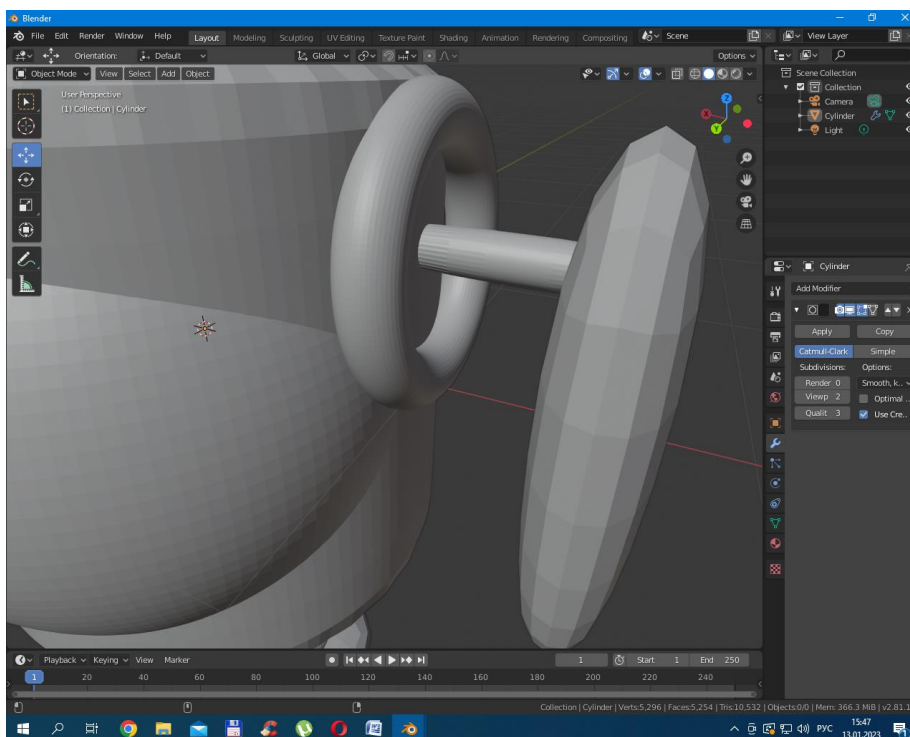 Blender
File Edit Render Window Help Layout Modeling Sculpting UV Editing Texture Paint Shading Animation Rendering Compositing Scene View Layer
Orientation: Default Global Options
Object Mode View Select Add Object
User Perspective
(1) Collection | Cylinder
X
Y
Z
Scene Collection
Collection
Camera
Cylinder
Light
Cylinder
Add Modifier
Apply Copy
Catmull-Clark Simple
Subdivisions: Options:
Render 0 Smooth, k..
Viewp 2 Optimal ..
Qualit 3 Use Cre..
Playback Keying View Marker 1 Start 1 End 250
1 20 40 60 80 100 120 140 160 180 200 220 240
Collection | Cylinder | Verts:5,296 | Faces:5,254 | Tris:10,532 | Objects:0/0 | Mem: 366.3 MiB | v2.81.1
РУС 15:47
13.01.2023